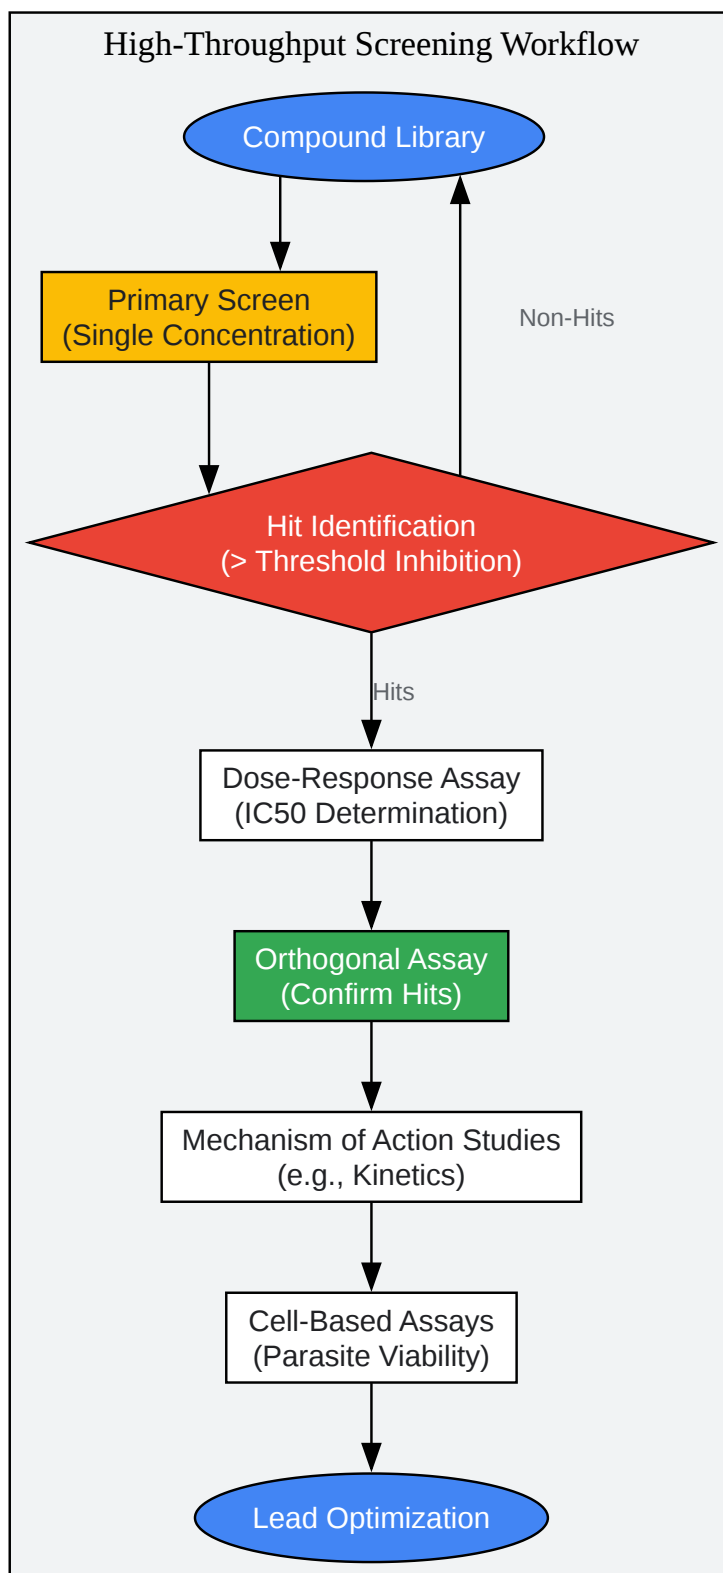 High-Throughput Screening Workflow
Compound Library
Primary Screen
(Single Concentration)
Non-Hits
Hit Identification
(> Threshold Inhibition)
Hits
Dose-Response Assay
(IC50 Determination)
Orthogonal Assay
(Confirm Hits)
Mechanism of Action Studies
(e.g., Kinetics)
Cell-Based Assays
(Parasite Viability)
Lead Optimization